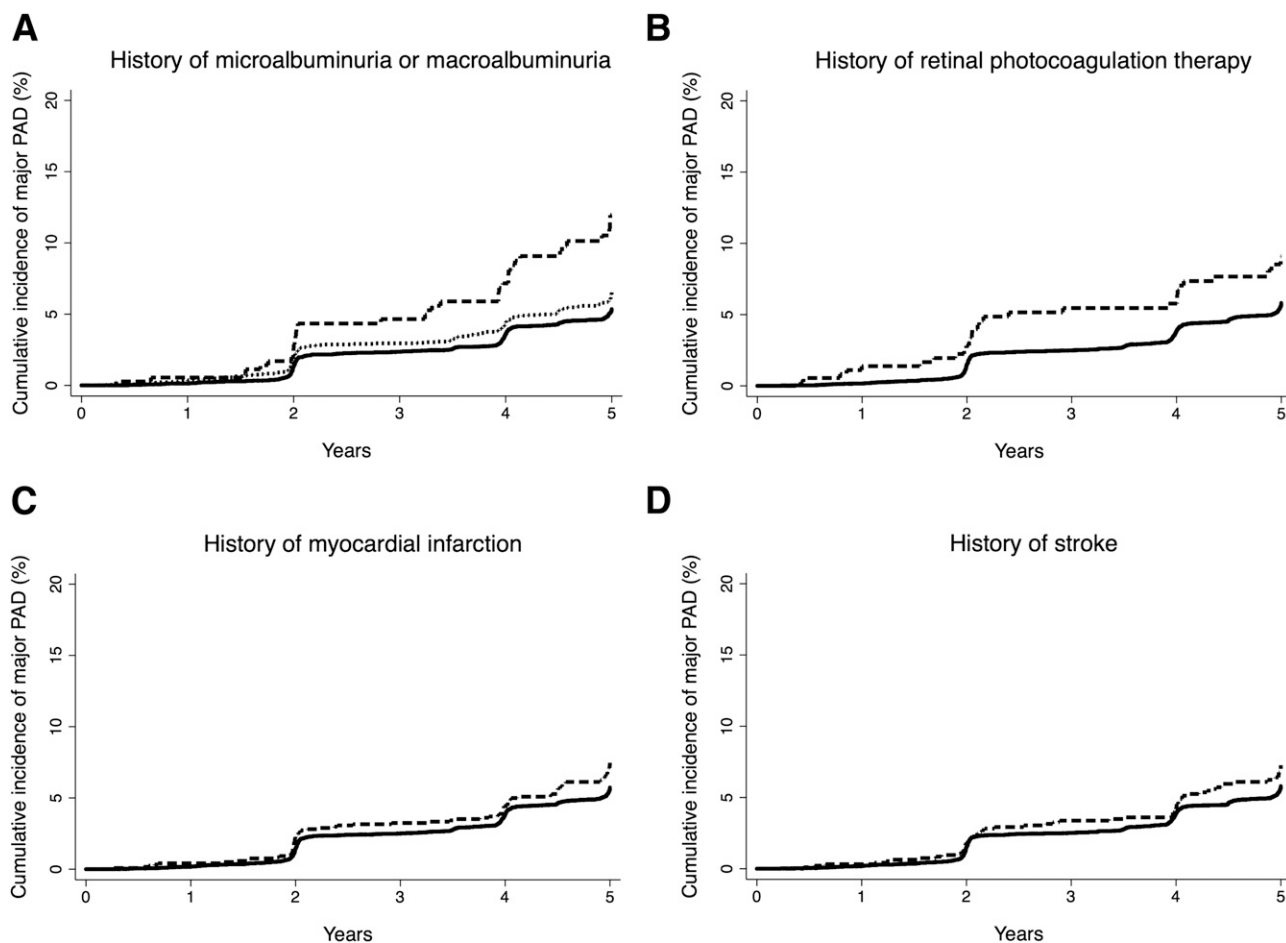 A
History of microalbuminuria or macroalbuminuria
Cumulative incidence of major PAD (%)
20
15
10
5
0
0 1 2 3 4 5
Years
B
History of retinal photocoagulation therapy
Cumulative incidence of major PAD (%)
20
15
10
5
0
0 1 2 3 4 5
Years
C
History of myocardial infarction
Cumulative incidence of major PAD (%)
20
15
10
5
0
0 1 2 3 4 5
Years
D
History of stroke
Cumulative incidence of major PAD (%)
20
15
10
5
0
0 1 2 3 4 5
Years